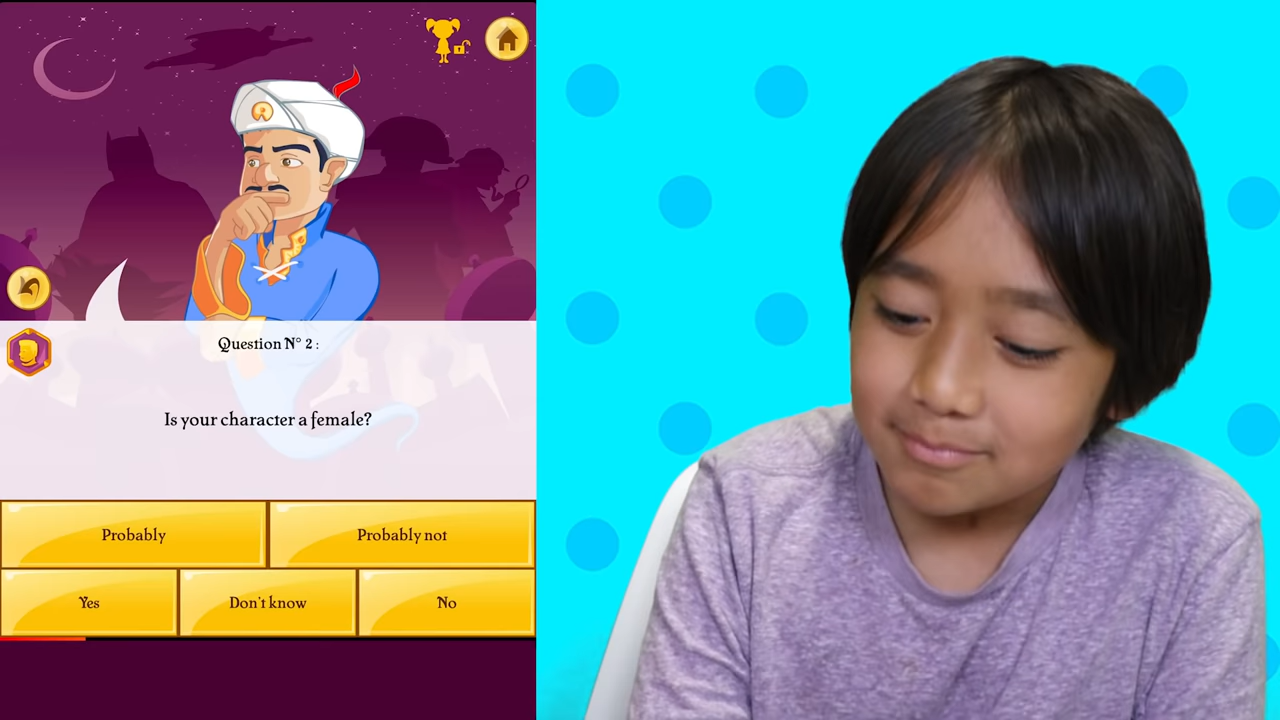 Question N° 2 :
Is your character a female?
Probably
Probably not
Yes
Don't know
No